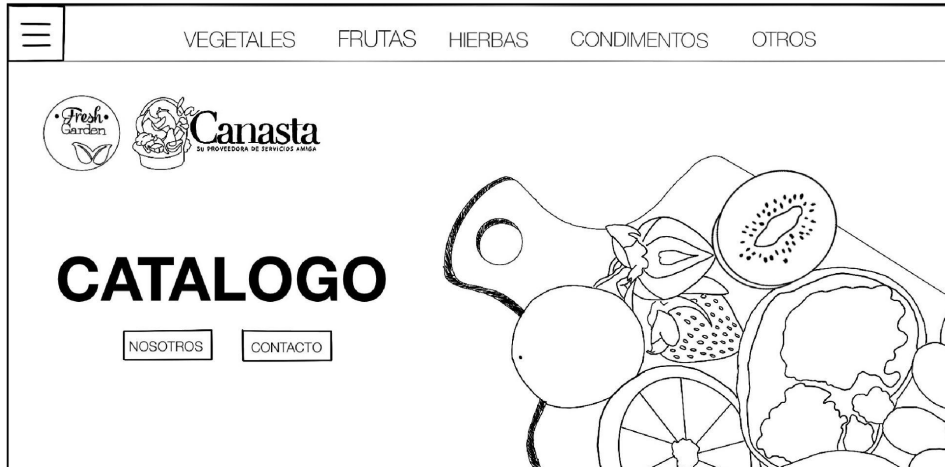 VEGETALES FRUTAS HIERBAS CONDIMENTOS OTROS
Fresh
Garden
Canasta
SU PROVEEDORA DE SERVICIOS AMIGA
CATALOGO
NOSOTROS CONTACTO